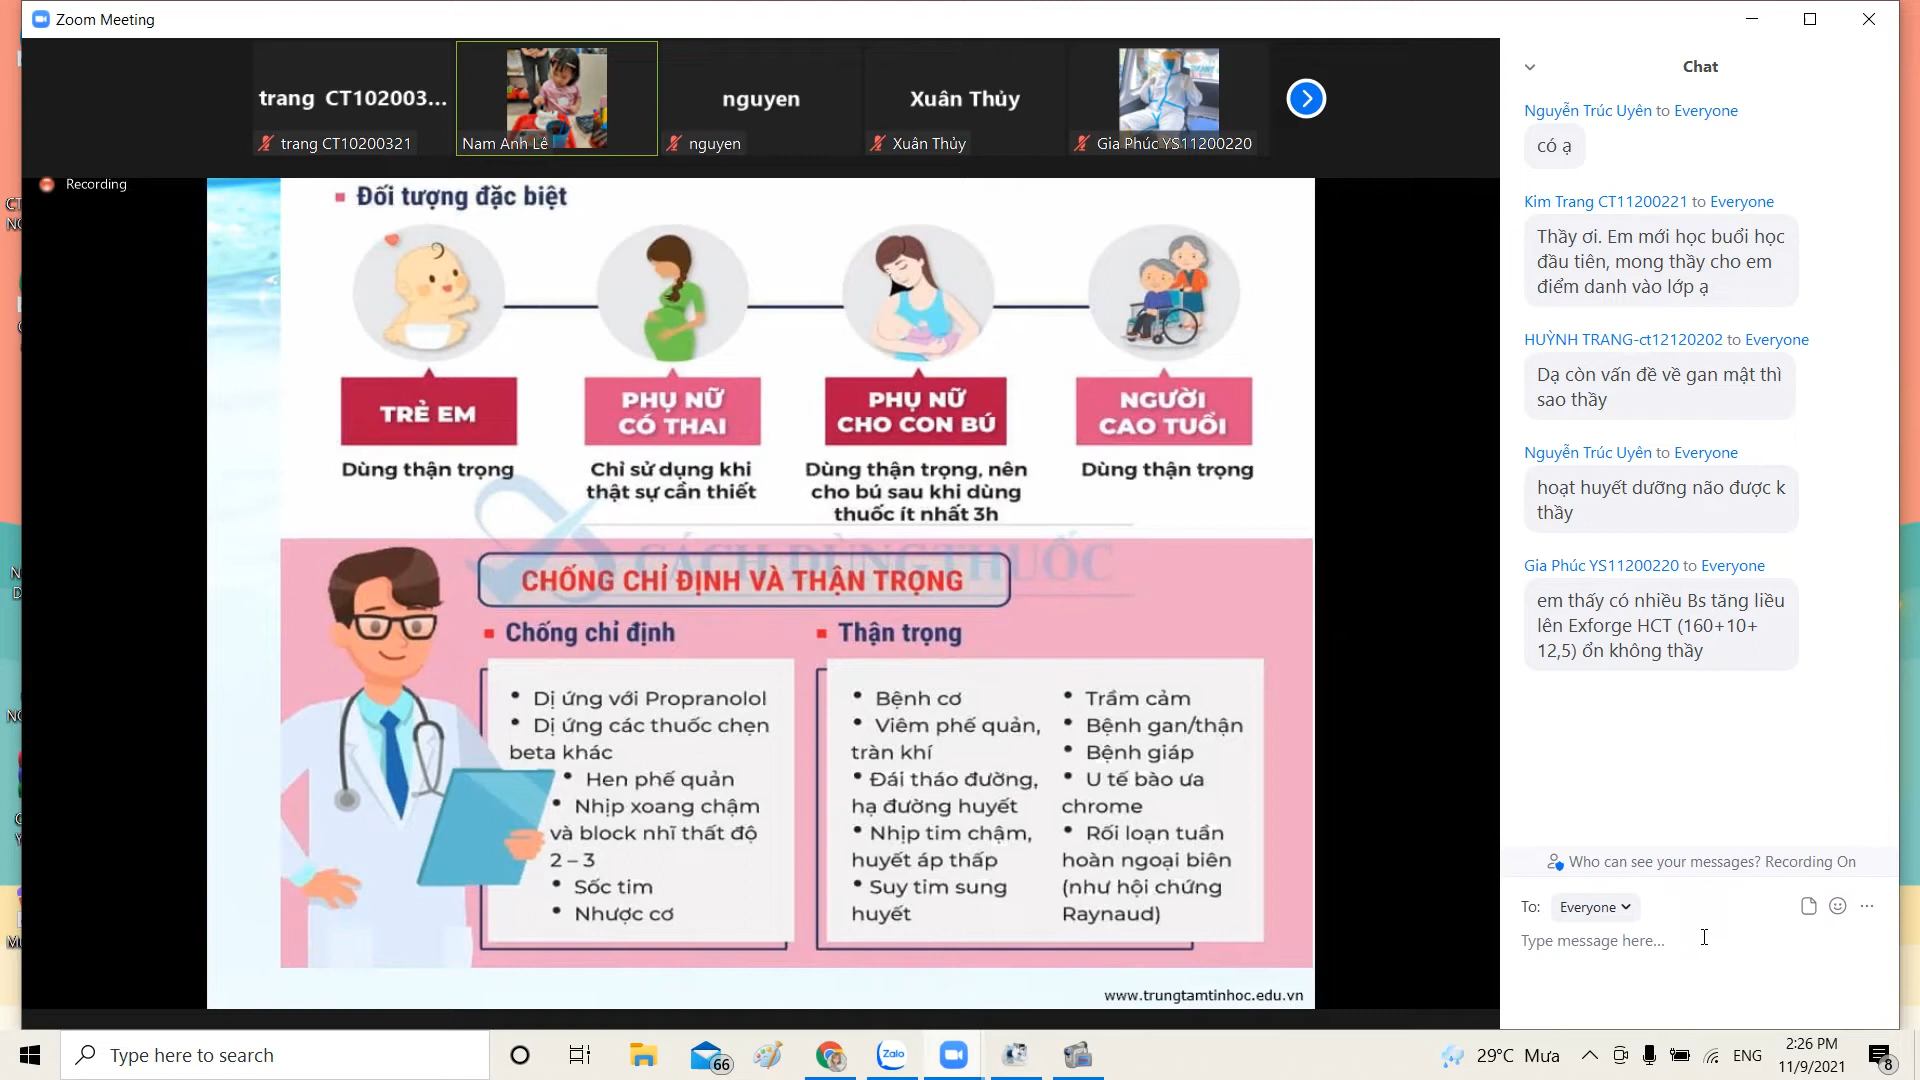 Zoom Meeting
trang CT102003...
nguyen
Xuân Thủy
trang CT10200321
Nam Anh Lê
nguyen
Xuân Thủy
Gia Phúc YS11200220
Recording
Đối tượng đặc biệt
TRẺ EM
Dùng thận trọng
PHỤ NỮ
CÓ THAI
Chỉ sử dụng khi
thật sự cần thiết
PHỤ NỮ
CHO CON BÚ
Dùng thận trọng, nên
cho bú sau khi dùng
thuốc ít nhất 3h
NGƯỜI
CAO TUỔI
Dùng thận trọng
CÁCH DÙNG THUỐC
CHỐNG CHỈ ĐỊNH VÀ THẬN TRỌNG
Chống chỉ định
• Dị ứng với Propranolol
• Dị ứng các thuốc chẹn
beta khác
• Hen phế quản
• Nhịp xoang chậm
và block nhĩ thất độ
2 – 3
• Sốc tim
• Nhược cơ
Thận trọng
• Bệnh cơ
• Viêm phế quản,
tràn khí
• Đái tháo đường,
hạ đường huyết
• Nhịp tim chậm,
huyết áp thấp
• Suy tim sung
huyết
• Trầm cảm
• Bệnh gan/thận
• Bệnh giáp
• U tế bào ưa
chrome
• Rối loạn tuần
hoàn ngoại biên
(như hội chứng
Raynaud)
www.trungtamtinhoc.edu.vn
Chat
Nguyễn Trúc Uyên to Everyone
có ạ
Kim Trang CT11200221 to Everyone
Thầy ơi. Em mới học buổi học
đầu tiên, mong thầy cho em
điểm danh vào lớp ạ
HUỲNH TRANG-ct12120202 to Everyone
Dạ còn vấn đề về gan mật thì
sao thầy
Nguyễn Trúc Uyên to Everyone
hoạt huyết dưỡng não được k
thầy
Gia Phúc YS11200220 to Everyone
em thấy có nhiều Bs tăng liều
lên Exforge HCT (160+10+
12,5) ổn không thầy
Who can see your messages? Recording On
To: Everyone
Type message here...
Type here to search
66
Zalo
29°C Mưa
ENG
2:26 PM
11/9/2021
8